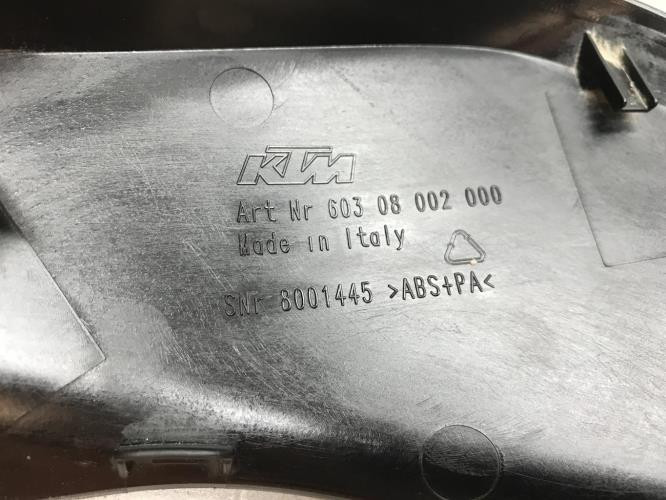 KTM
Art Nr 603 08 002 000
Made in Italy
SNr 8001445 >ABS+PA<